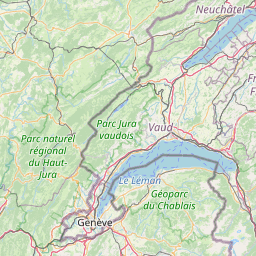 Neuchâtel
Parc Jura
vaudois
Vaud
Parc naturel
régional
du Haut-
Jura
Le Léman
Géoparc
du Chablais
Genève